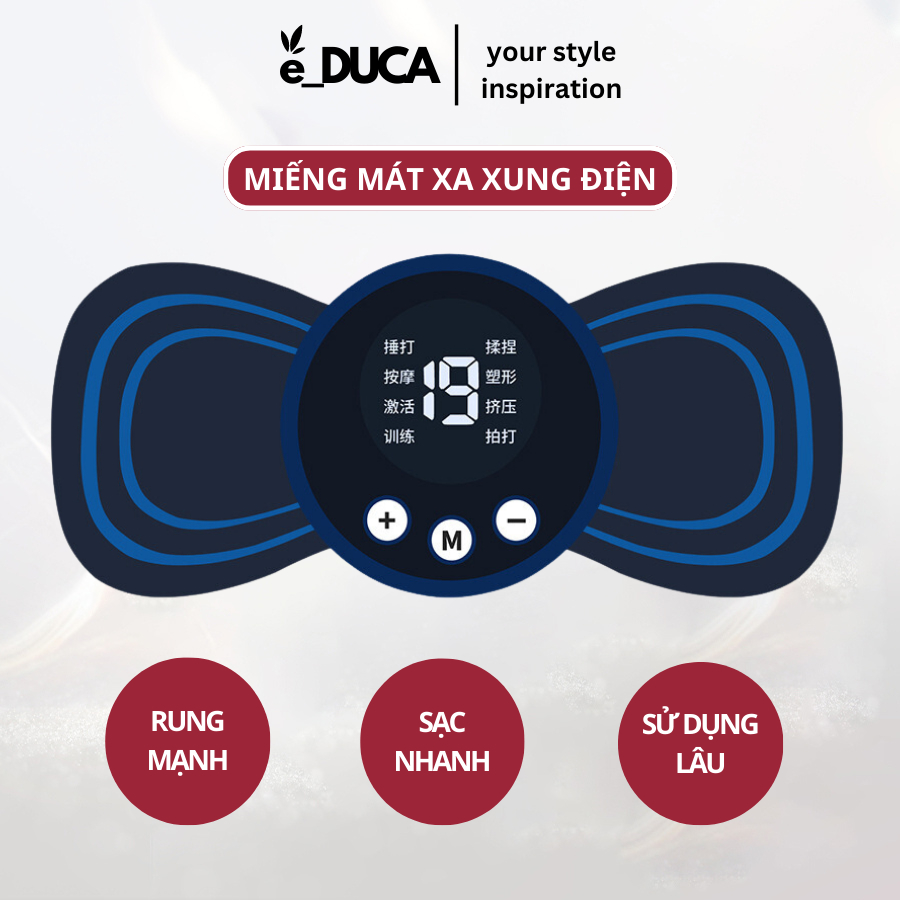 e_DUCA
your style
inspiration
MIẾNG MÁT XA XUNG ĐIỆN
捶打
揉捏
按摩
塑形
19
激活
挤压
训练
拍打
+
M
−
RUNG
MẠNH
SẠC
NHANH
SỬ DỤNG
LÂU